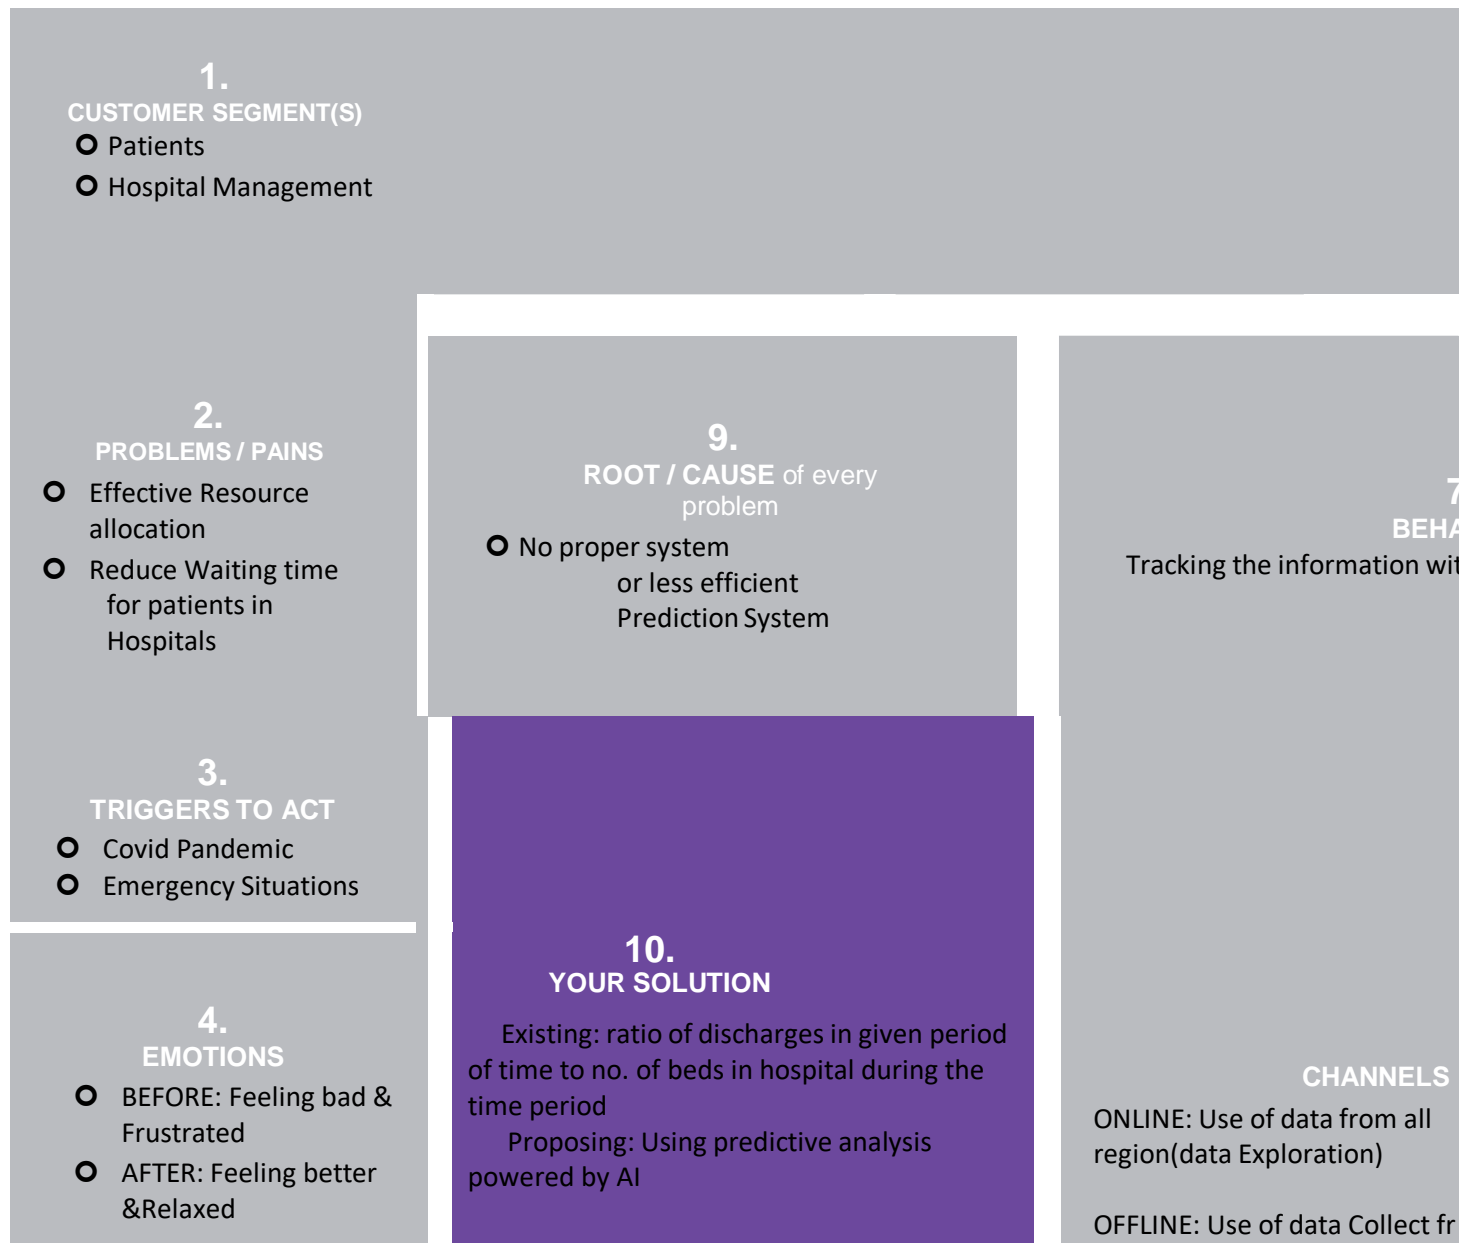 1.
CUSTOMER SEGMENT(S)
Patients
Hospital Management
2.
PROBLEMS / PAINS
Effective Resource
allocation
Reduce Waiting time
for patients in
Hospitals
3.
TRIGGERS TO ACT
Covid Pandemic
Emergency Situations
4.
EMOTIONS
BEFORE: Feeling bad &
Frustrated
AFTER: Feeling better
&Relaxed
9.
ROOT / CAUSE of every
problem
No proper system
or less efficient
Prediction System
10.
YOUR SOLUTION
Existing: ratio of discharges in given period
of time to no. of beds in hospital during the
time period
Proposing: Using predictive analysis
powered by AI
7
BEHA
Tracking the information wit
CHANNELS
ONLINE: Use of data from all
region(data Exploration)
OFFLINE: Use of data Collect fr